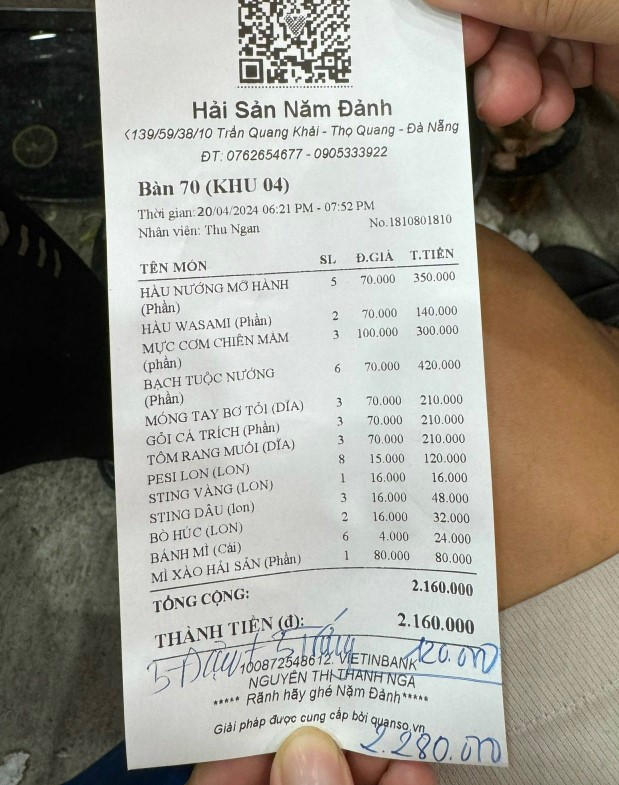 Hải Sản Năm Đảnh
K139/59/38/10 Trần Quang Khải - Thọ Quang - Đà Nẵng
ĐT: 0762654677 - 0905333922
Bàn 70 (KHU 04)
Thời gian: 20/04/2024 06:21 PM - 07:52 PM
Nhân viên: Thu Ngan No.1810801810
TÊN MÓN SL Đ.GIÁ T.TIỀN
HÀU NƯỚNG MỠ HÀNH 5 70.000 350.000
(Phần)
HÀU WASAMI (Phần) 2 70.000 140.000
MỰC CƠM CHIÊN MẮM 3 100.000 300.000
(phần)
BẠCH TUỘC NƯỚNG 6 70.000 420.000
(Phần)
MÓNG TAY BƠ TỎI (DĨA) 3 70.000 210.000
GỎI CÁ TRÍCH (Phần) 3 70.000 210.000
TÔM RANG MUỐI (DĨA) 3 70.000 210.000
PESI LON (LON) 8 15.000 120.000
STING VÀNG (LON) 1 16.000 16.000
STING DÂU (lon) 3 16.000 48.000
BÒ HÚC (LON) 2 16.000 32.000
BÁNH MÌ (Cái) 6 4.000 24.000
MÌ XÀO HẢI SẢN (Phần) 1 80.000 80.000
TỔNG CỘNG: 2.160.000
THÀNH TIỀN (đ): 2.160.000
5 Đậu + 5 120.000
100872548612. VIETINBANK
NGUYỄN THỊ THANH NGA
***** Rãnh hãy ghé Năm Đảnh*****
Giải pháp được cung cấp bởi quanso.vn
2.280.000